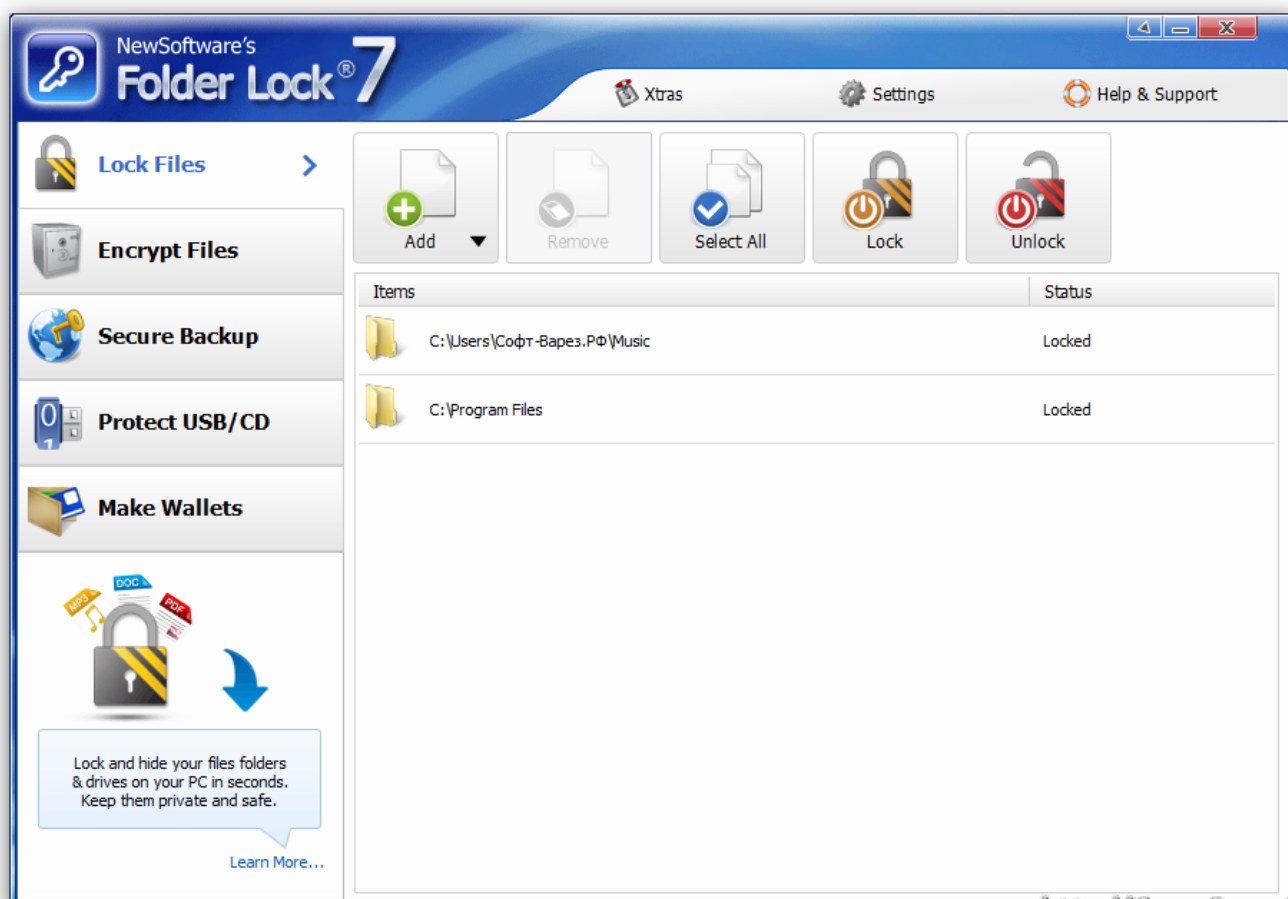 NewSoftware's
Folder Lock® 7
Xtras
Settings
Help & Support
Lock Files
Encrypt Files
Secure Backup
Protect USB/CD
Make Wallets
Add
Remove
Select All
Lock
Unlock
Items
Status
C:\Users\Софт-Варез.РФ\Music
Locked
C:\Program Files
Locked
MP3
DOC
PDF
Lock and hide your files folders
& drives on your PC in seconds.
Keep them private and safe.
Learn More...